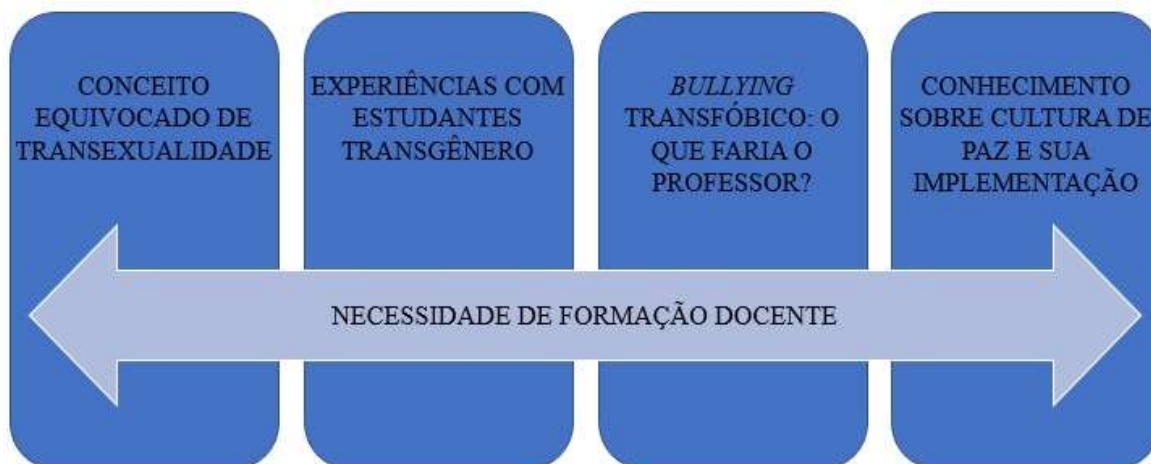 CONCEITO
EQUIVOCADO DE
TRANSEXUALIDADE
EXPERIÊNCIAS COM
ESTUDANTES
TRANSGÊNERO
BULLYING
TRANSFÓBICO: O
QUE FARIA O
PROFESSOR?
CONHECIMENTO
SOBRE CULTURA DE
PAZ E SUA
IMPLEMENTAÇÃO
NECESSIDADE DE FORMAÇÃO DOCENTE